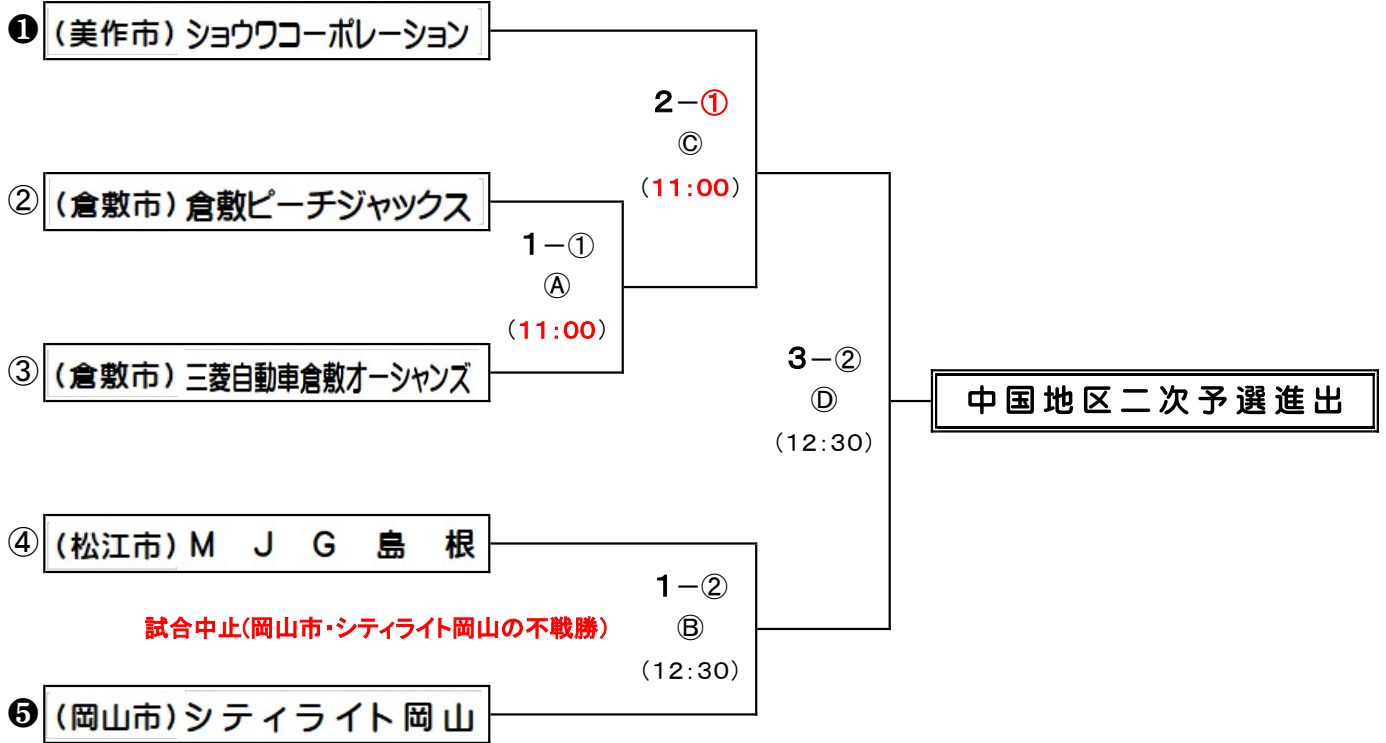 ❶(美作市)ショウワコーポレーション
2-①
Ⓒ
(11:00)
②(倉敷市)倉敷ピーチジャックス
1-①
Ⓐ
(11:00)
③(倉敷市)三菱自動車倉敷オーシャンズ
3-②
Ⓓ
(12:30)
中国地区二次予選進出
④(松江市)MJG島根
1-②
試合中止(岡山市・シティライト岡山の不戦勝)
Ⓑ
(12:30)
❺(岡山市)シティライト岡山